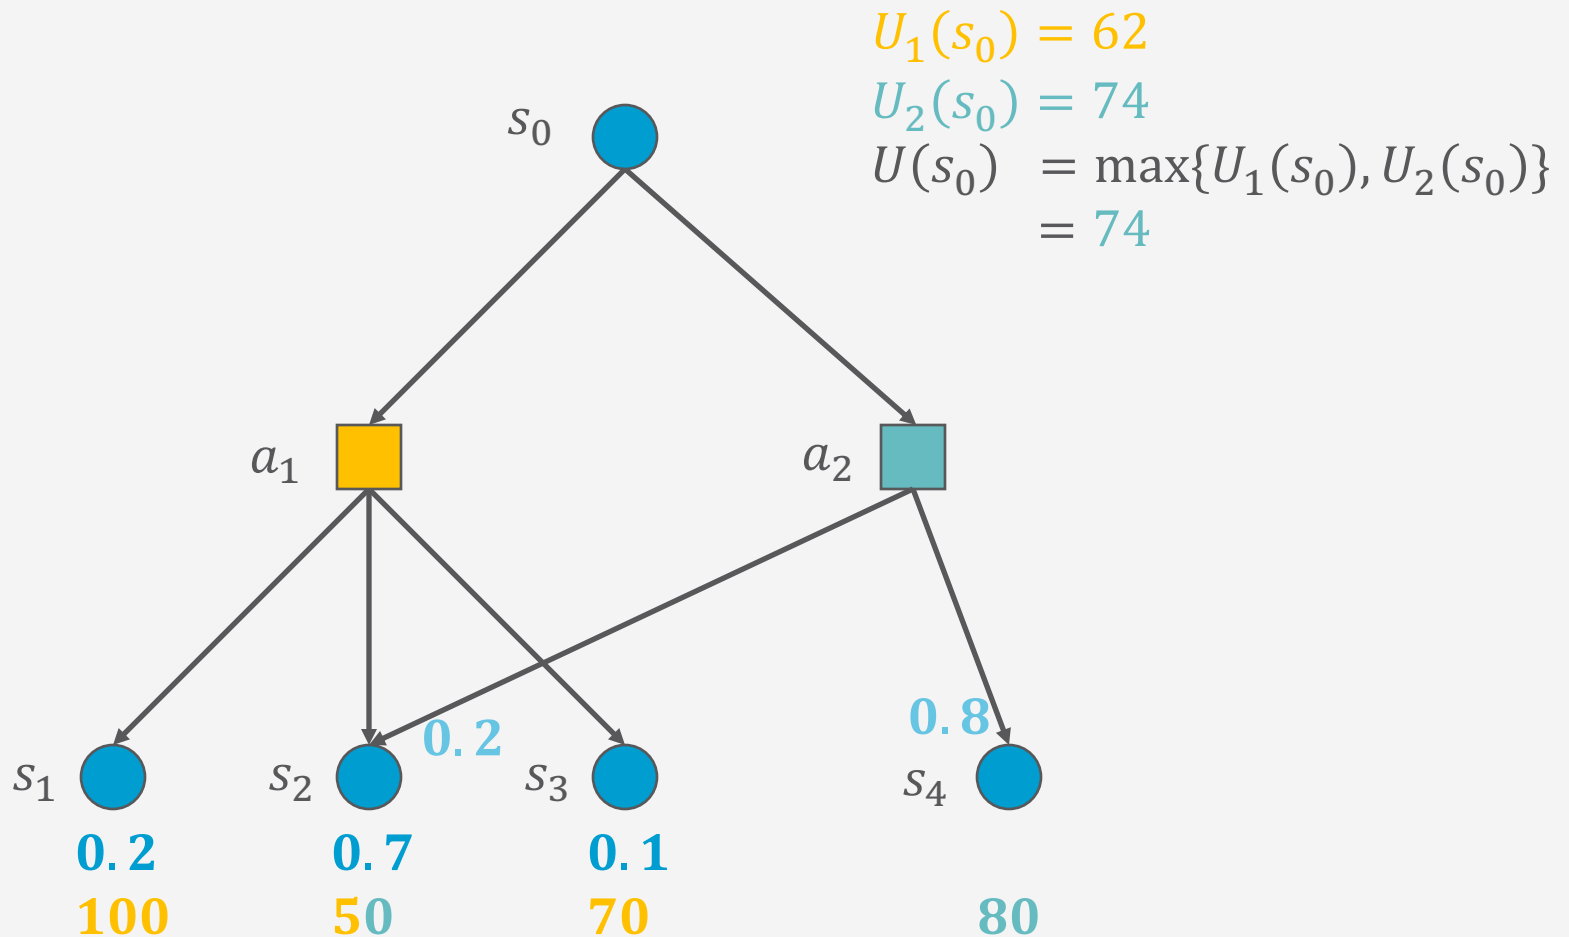 U₁(s₀) = 62
U₂(s₀) = 74
U(s₀) = max{U₁(s₀), U₂(s₀)}
= 74
s₀
a₁
a₂
0.2
0.8
s₁
s₂
s₃
s₄
0.2
0.7
0.1
100
50
70
80